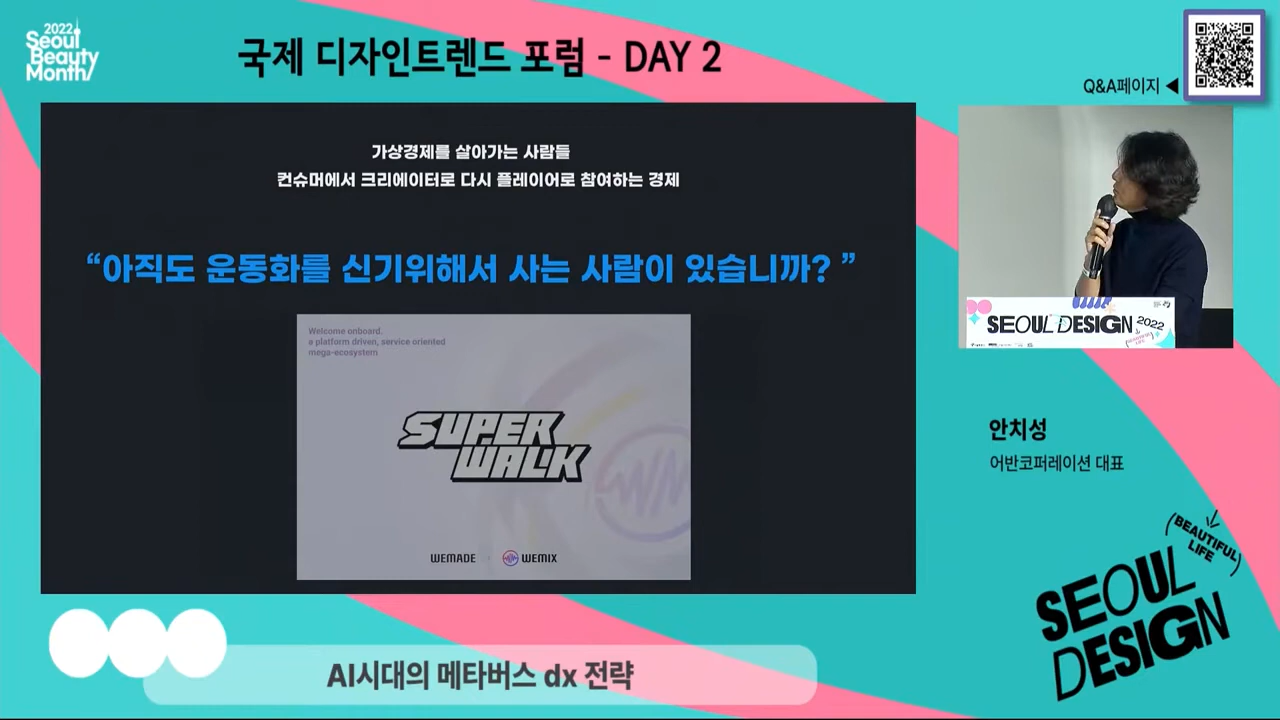 2022
Seoul
Beauty
Month/
국제 디자인트렌드 포럼 - DAY 2
Q&A페이지
가상경제를 살아가는 사람들
컨슈머에서 크리에이터로 다시 플레이어로 참여하는 경제
“아직도 운동화를 신기위해서 사는 사람이 있습니까? ”
Welcome onboard.
a platform driven, service oriented
mega-ecosystem
SUPER
WALK
WM
WEMADE
WEMIX
SEOUL DESIGN 2022
안치성
어반코퍼레이션 대표
(BEAUTIFUL
LIFE)
SEOUL
DESIGN
AI시대의 메타버스 dx 전략